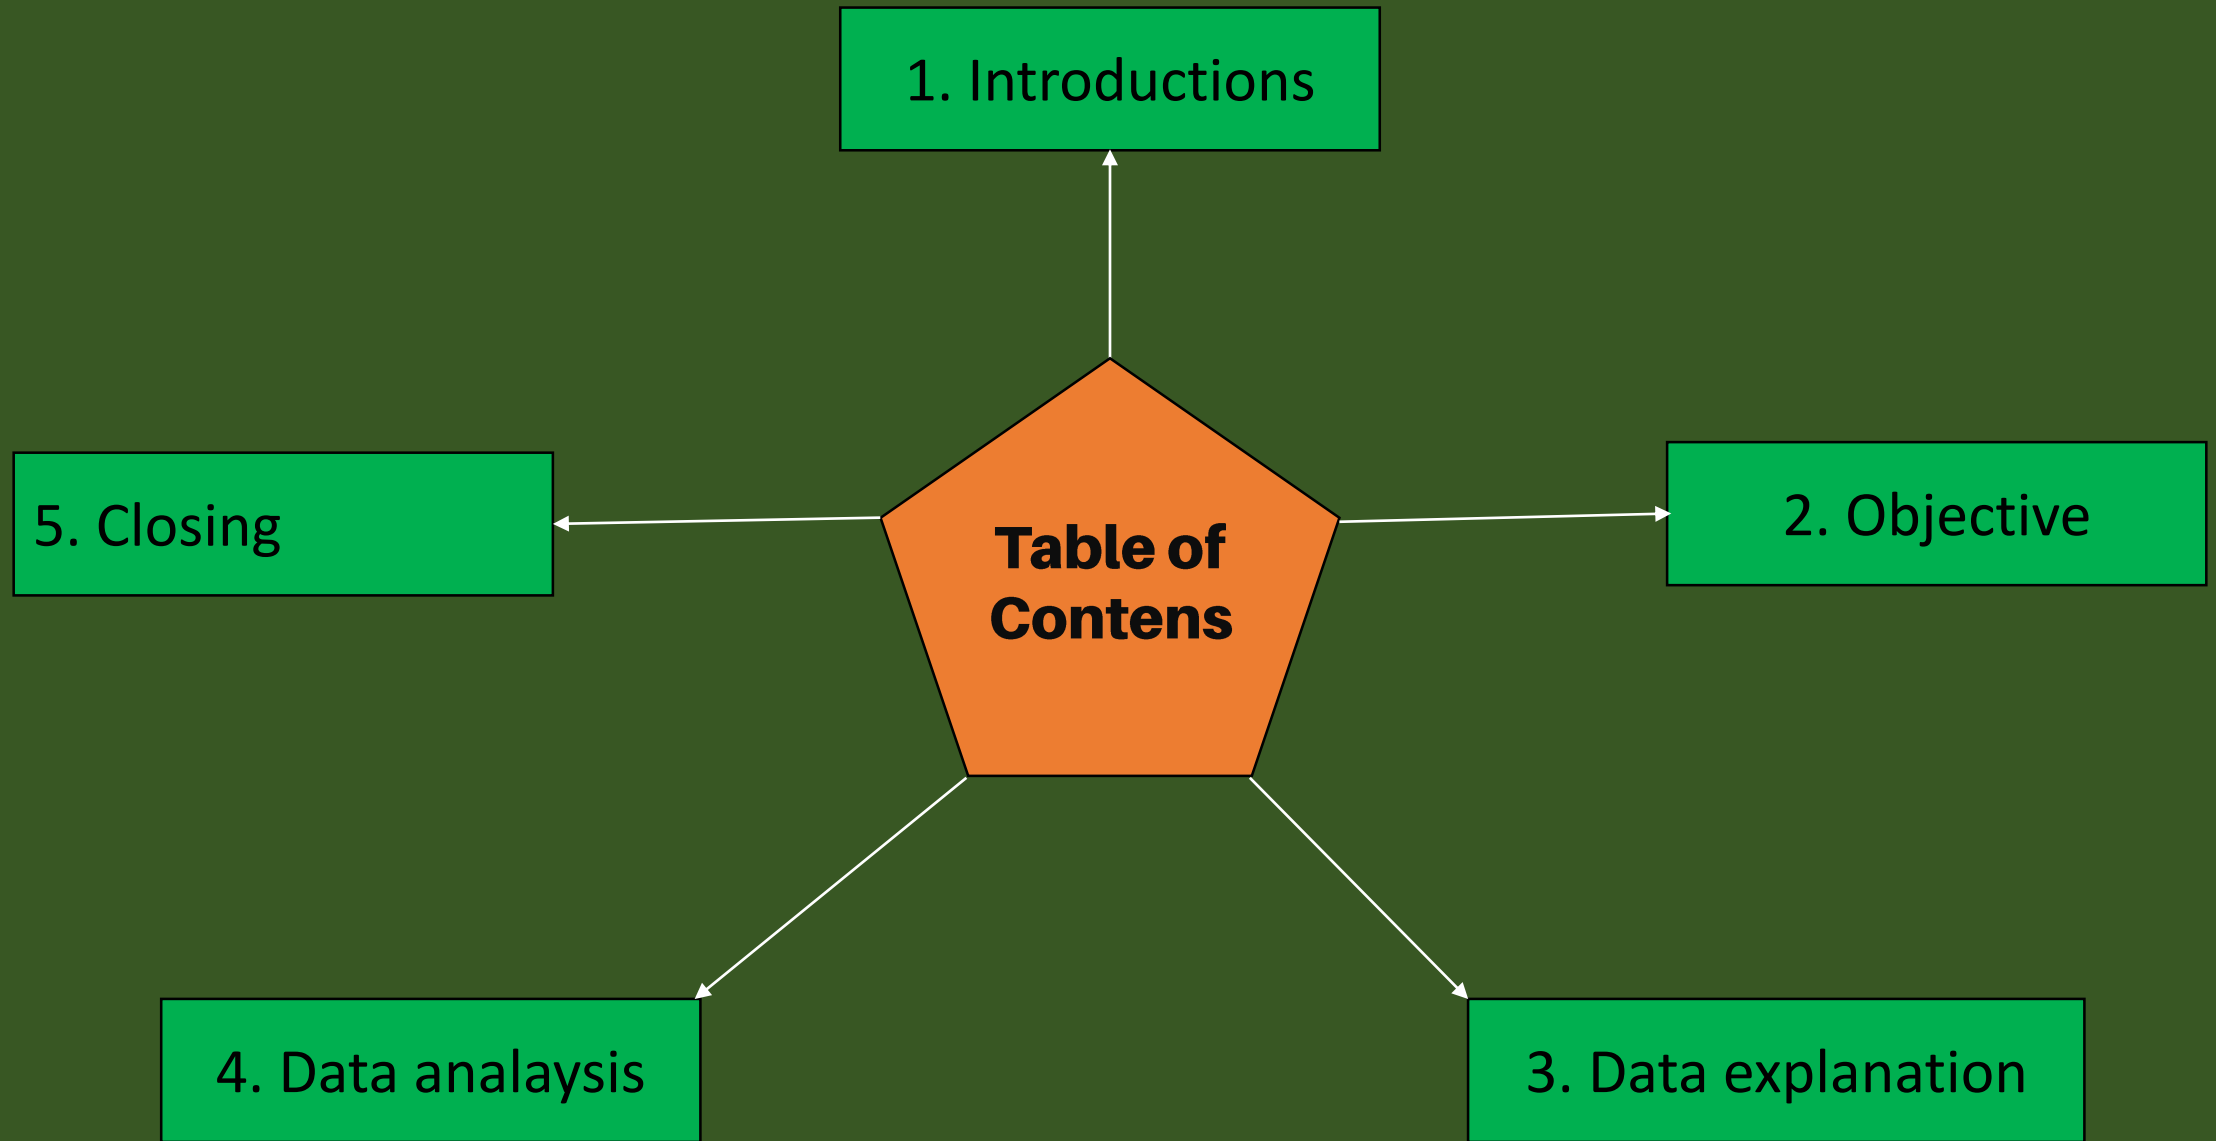 1. Introductions
5. Closing
2. Objective
Table of
Contens
4. Data analaysis
3. Data explanation